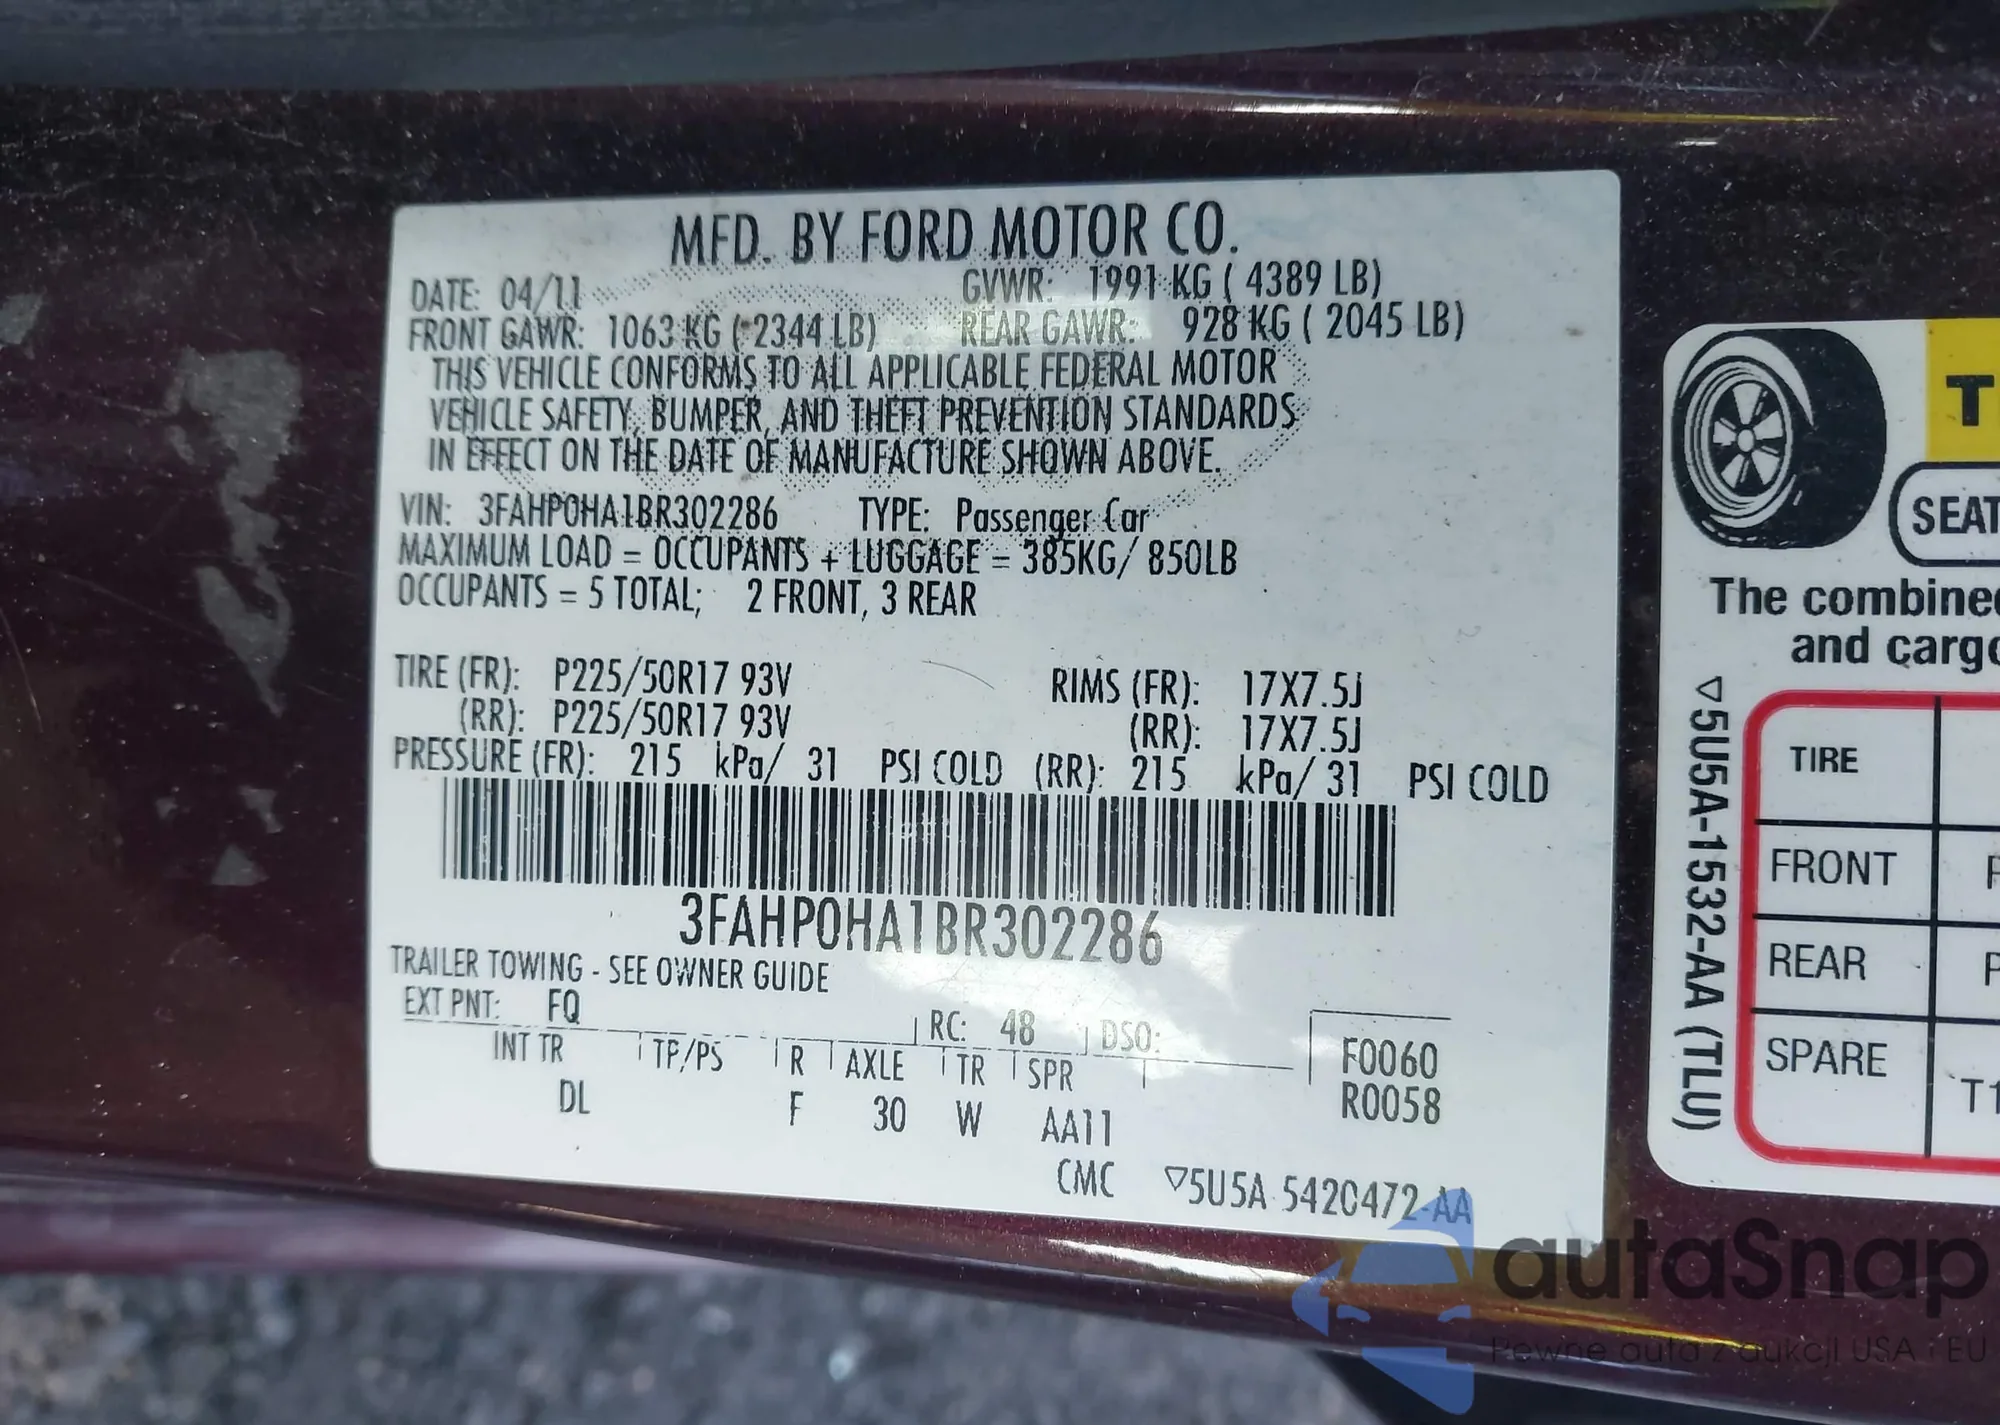 MFD. BY FORD MOTOR CO.
DATE: 04/11 GVWR: 1991 KG ( 4389 LB)
FRONT GAWR: 1063 KG ( 2344 LB) REAR GAWR: 928 KG ( 2045 LB)
THIS VEHICLE CONFORMS TO ALL APPLICABLE FEDERAL MOTOR
VEHICLE SAFETY, BUMPER, AND THEFT PREVENTION STANDARDS
IN EFFECT ON THE DATE OF MANUFACTURE SHOWN ABOVE.
VIN: 3FAHP0HA1BR302286 TYPE: Passenger Car
MAXIMUM LOAD = OCCUPANTS + LUGGAGE = 385KG/ 850LB
OCCUPANTS = 5 TOTAL; 2 FRONT, 3 REAR
TIRE (FR): P225/50R17 93V RIMS (FR): 17X7.5J
(RR): P225/50R17 93V (RR): 17X7.5J
PRESSURE (FR): 215 kPa/ 31 PSI COLD (RR): 215 kPa/ 31 PSI COLD
3FAHP0HA1BR302286
TRAILER TOWING - SEE OWNER GUIDE
EXT PNT: FQ RC: 48 DSO:
INT TR TP/PS R AXLE TR SPR F0060
DL F 30 W AA11 R0058
CMC ▽5U5A-5420472-AA
SEAT
The combined
and cargo
▽5U5A-1532-AA (TLU)
TIRE
FRONT P
REAR P
SPARE T1
autaSnap
Pewne auta z aukcji USA i EU